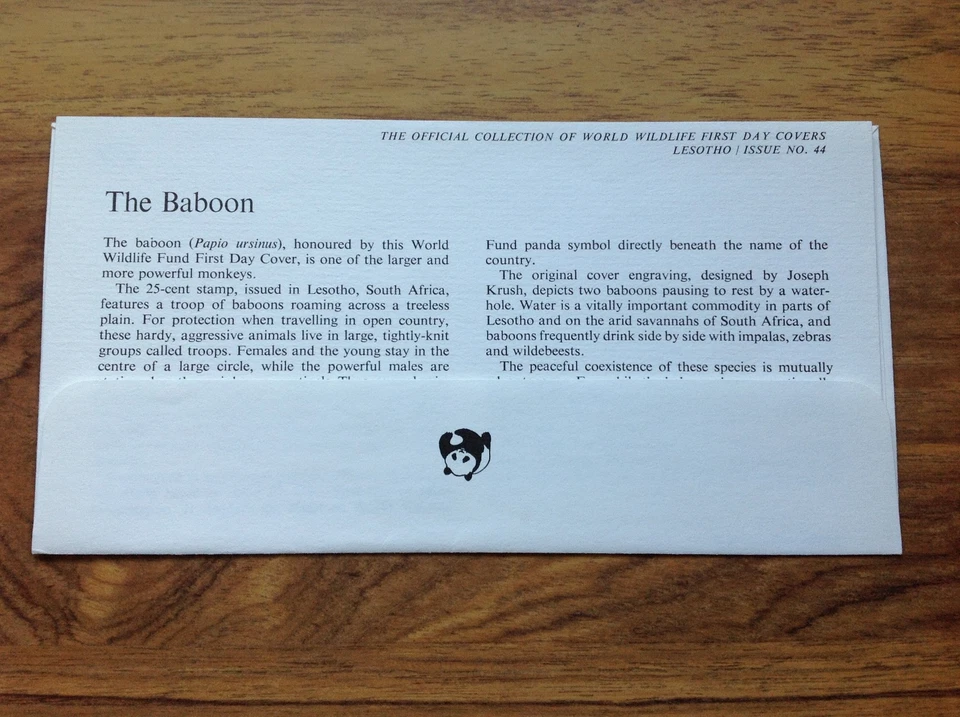 THE OFFICIAL COLLECTION OF WORLD WILDLIFE FIRST DAY COVERS
LESOTHO / ISSUE NO. 44
The Baboon
The baboon (Papio ursinus), honoured by this World
Wildlife Fund First Day Cover, is one of the larger and
more powerful monkeys.
The 25-cent stamp, issued in Lesotho, South Africa,
features a troop of baboons roaming across a treeless
plain. For protection when travelling in open country,
these hardy, aggressive animals live in large, tightly-knit
groups called troops. Females and the young stay in the
centre of a large circle, while the powerful males are
Fund panda symbol directly beneath the name of the
country.
The original cover engraving, designed by Joseph
Krush, depicts two baboons pausing to rest by a water-
hole. Water is a vitally important commodity in parts of
Lesotho and on the arid savannahs of South Africa, and
baboons frequently drink side by side with impalas, zebras
and wildebeests.
The peaceful coexistence of these species is mutually